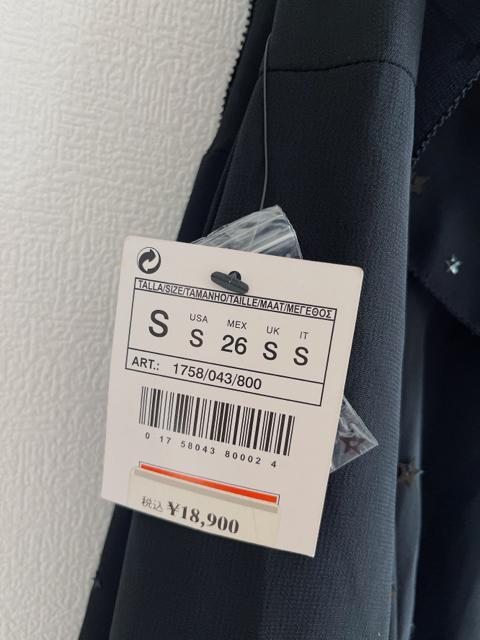 TALLA/SIZE/TAMANHO/TAILLE/MAAT/ΜΕΓΕΘΟΣ
USA MEX UK IT
S S 26 S S
ART.: 1758/043/800
0 17 58043 80002 4
税込 ¥18,900